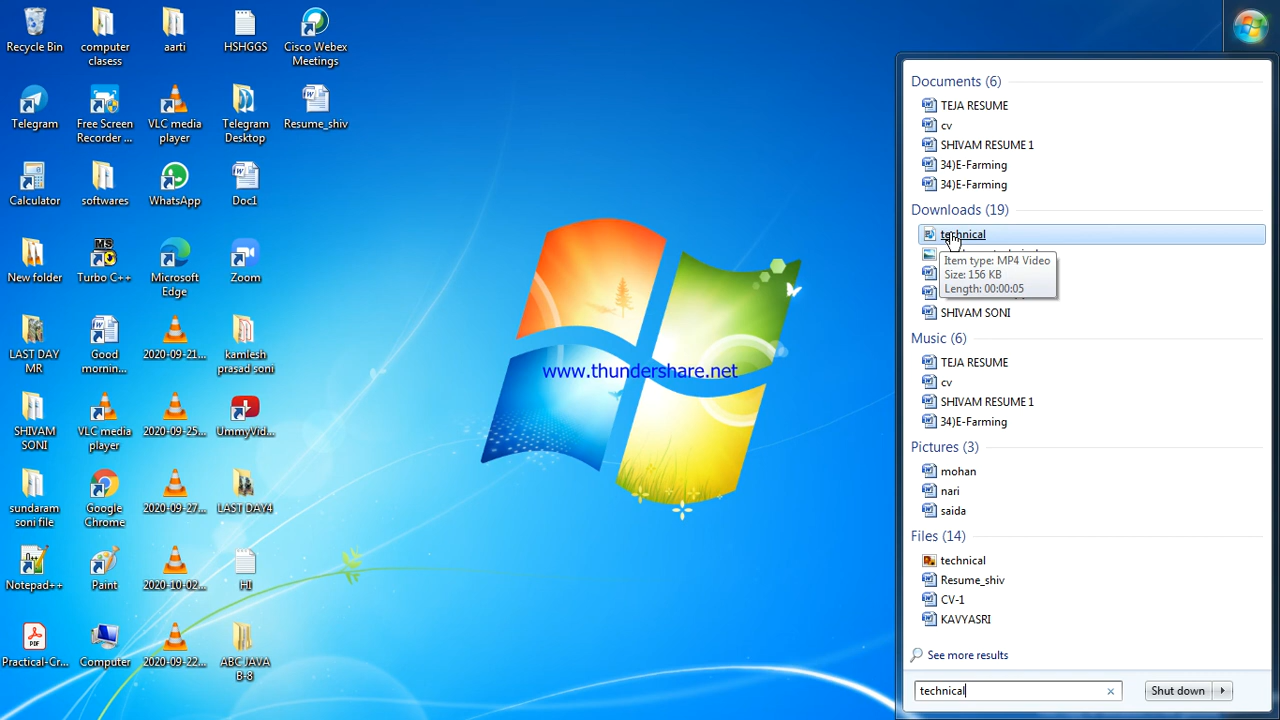 Recycle Bin
computer
clasess
aarti
HSHGGS
Cisco Webex
Meetings
Telegram
Free Screen
Recorder ...
VLC media
player
Telegram
Desktop
Resume_shiv
Calculator
softwares
WhatsApp
Doc1
New folder
Turbo C++
Microsoft
Edge
Zoom
LAST DAY
MR
Good
mornin...
2020-09-21...
kamlesh
prasad soni
SHIVAM
SONI
VLC media
player
2020-09-25...
UmmyVid...
sundaram
soni file
Google
Chrome
2020-09-27...
LAST DAY4
Notepad++
Paint
2020-10-02...
HI
Practical-Cr...
Computer
2020-09-22...
ABC JAVA
B-8
www.thundershare.net
Documents (6)
TEJA RESUME
cv
SHIVAM RESUME 1
34)E-Farming
34)E-Farming
Downloads (19)
technical
Item type: MP4 Video
Size: 156 KB
Length: 00:00:05
SHIVAM SONI
Music (6)
TEJA RESUME
cv
SHIVAM RESUME 1
34)E-Farming
Pictures (3)
mohan
nari
saida
Files (14)
technical
Resume_shiv
CV-1
KAVYASRI
See more results
technical
Shut down